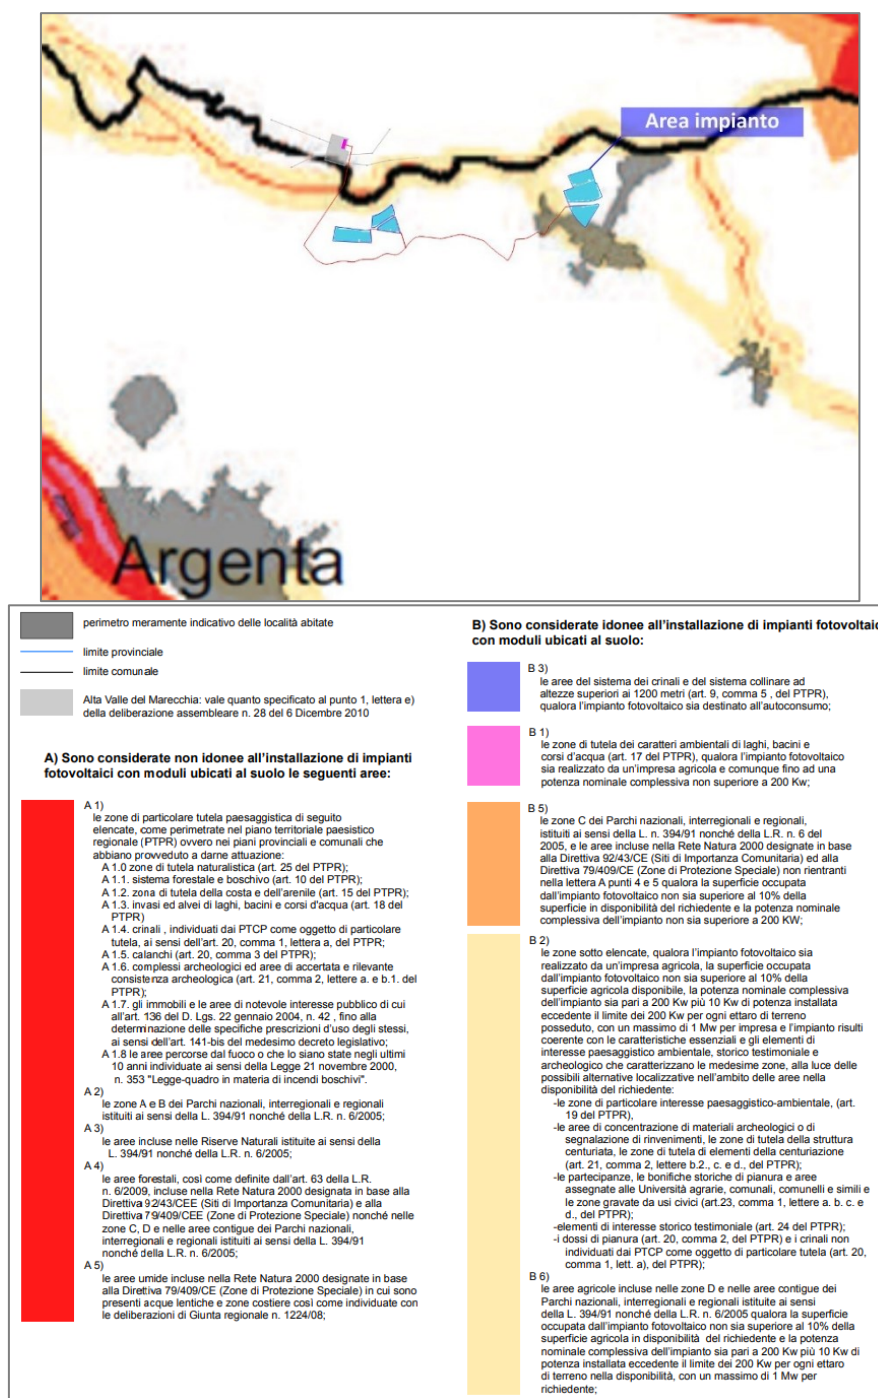 Area impianto
Argenta
perimetro meramente indicativo delle località abitate
limite provinciale
limite comunale
Alta Valle del Marecchia: vale quanto specificato al punto 1, lettera e)
della deliberazione assembleare n. 28 del 6 Dicembre 2010
A) Sono considerate non idonee all'installazione di impianti
fotovoltaici con moduli ubicati al suolo le seguenti aree:
A 1)
le zone di particolare tutela paesaggistica di seguito
elencate, come perimetrate nel piano territoriale paesistico
regionale (PTPR) ovvero nei piani provinciali e comunali che
abbiano provveduto a darne attuazione:
A 1.0 zone di tutela naturalistica (art. 25 del PTPR);
A 1.1. sistema forestale e boschivo (art. 10 del PTPR);
A 1.2. zona di tutela della costa e dell'arenile (art. 15 del PTPR);
A 1.3. invasi ed alvei di laghi, bacini e corsi d'acqua (art. 18 del
PTPR)
A 1.4. crinali , individuati dai PTCP come oggetto di particolare
tutela, ai sensi dell'art. 20, comma 1, lettera a, del PTPR;
A 1.5. calanchi (art. 20, comma 3 del PTPR);
A 1.6. complessi archeologici ed aree di accertata e rilevante
consistenza archeologica (art. 21, comma 2, lettere a. e b.1. del
PTPR);
A 1.7. gli immobili e le aree di notevole interesse pubblico di cui
all'art. 136 del D. Lgs. 22 gennaio 2004, n. 42 , fino alla
determinazione delle specifiche prescrizioni d'uso degli stessi,
ai sensi dell'art. 141-bis del medesimo decreto legislativo;
A 1.8 le aree percorse dal fuoco o che lo siano state negli ultimi
10 anni individuate ai sensi della Legge 21 novembre 2000,
n. 353 "Legge-quadro in materia di incendi boschivi".
A 2)
le zone A e B dei Parchi nazionali, interregionali e regionali
istituiti ai sensi della L. 394/91 nonché della L.R. n. 6/2005;
A 3)
le aree incluse nelle Riserve Naturali istituite ai sensi della
L. 394/91 nonché della L.R. n. 6/2005;
A 4)
le aree forestali, così come definite dall'art. 63 della L.R.
n. 6/2009, incluse nella Rete Natura 2000 designata in base alla
Direttiva 92/43/CEE (Siti di Importanza Comunitaria) e alla
Direttiva 79/409/CEE (Zone di Protezione Speciale) nonché nelle
zone C, D e nelle aree contigue dei Parchi nazionali,
interregionali e regionali istituiti ai sensi della L. 394/91
nonché della L.R. n. 6/2005;
A 5)
le aree umide incluse nella Rete Natura 2000 designate in base
alla Direttiva 79/409/CE (Zone di Protezione Speciale) in cui sono
presenti acque lentiche e zone costiere così come individuate con
le deliberazioni di Giunta regionale n. 1224/08;
B) Sono considerate idonee all'installazione di impianti fotovoltaic
con moduli ubicati al suolo:
B 3)
le aree del sistema dei crinali e del sistema collinare ad
altezze superiori ai 1200 metri (art. 9, comma 5 , del PTPR),
qualora l'impianto fotovoltaico sia destinato all'autoconsumo;
B 1)
le zone di tutela dei caratteri ambientali di laghi, bacini e
corsi d'acqua (art. 17 del PTPR), qualora l'impianto fotovoltaico
sia realizzato da un'impresa agricola e comunque fino ad una
potenza nominale complessiva non superiore a 200 Kw;
B 5)
le zone C dei Parchi nazionali, interregionali e regionali,
istituiti ai sensi della L. n. 394/91 nonché della L.R. n. 6 del
2005, e le aree incluse nella Rete Natura 2000 designate in base
alla Direttiva 92/43/CE (Siti di Importanza Comunitaria) ed alla
Direttiva 79/409/CE (Zone di Protezione Speciale) non rientranti
nella lettera A punti 4 e 5 qualora la superficie occupata
dall'impianto fotovoltaico non sia superiore al 10% della
superficie in disponibilità del richiedente e la potenza nominale
complessiva dell'impianto non sia superiore a 200 KW;
B 2)
le zone sotto elencate, qualora l'impianto fotovoltaico sia
realizzato da un'impresa agricola, la superficie occupata
dall'impianto fotovoltaico non sia superiore al 10% della
superficie agricola disponibile, la potenza nominale complessiva
dell'impianto sia pari a 200 Kw più 10 Kw di potenza installata
eccedente il limite dei 200 Kw per ogni ettaro di terreno
posseduto, con un massimo di 1 Mw per impresa e l'impianto risulti
coerente con le caratteristiche essenziali e gli elementi di
interesse paesaggistico ambientale, storico testimoniale e
archeologico che caratterizzano le medesime zone, alla luce delle
possibili alternative localizzative nell'ambito delle aree nella
disponibilità del richiedente:
-le zone di particolare interesse paesaggistico-ambientale, (art.
19 del PTPR),
-le aree di concentrazione di materiali archeologici o di
segnalazione di rinvenimenti, le zone di tutela della struttura
centuriata, le zone di tutela di elementi della centuriazione
(art. 21, comma 2, lettere b.2., c. e d., del PTPR);
-le partecipanze, le bonifiche storiche di pianura e aree
assegnate alle Università agrarie, comunali, comunelli e simili e
le zone gravate da usi civici (art.23, comma 1, lettere a. b. c. e
d., del PTPR);
-elementi di interesse storico testimoniale (art. 24 del PTPR);
-i dossi di pianura (art. 20, comma 2, del PTPR) e i crinali non
individuati dai PTCP come oggetto di particolare tutela (art. 20,
comma 1, lett. a), del PTPR);
B 6)
le aree agricole incluse nelle zone D e nelle aree contigue dei
Parchi nazionali, interregionali e regionali istituite ai sensi
della L. 394/91 nonché della L.R. n. 6/2005 qualora la superficie
occupata dall'impianto fotovoltaico non sia superiore al 10% della
superficie agricola in disponibilità del richiedente e la potenza
nominale complessiva dell'impianto sia pari a 200 Kw più 10 Kw di
potenza installata eccedente il limite dei 200 Kw per ogni ettaro
di terreno nella disponibilità, con un massimo di 1 Mw per
richiedente;